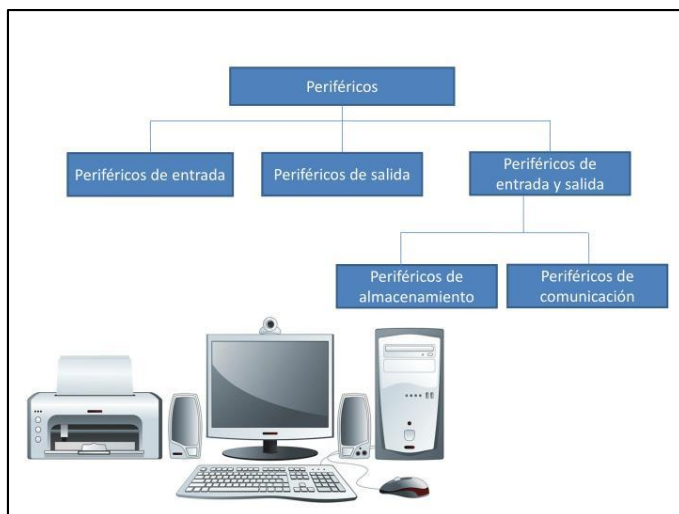 Periféricos
Periféricos de entrada
Periféricos de salida
Periféricos de
entrada y salida
Periféricos de
almacenamiento
Periféricos de
comunicación